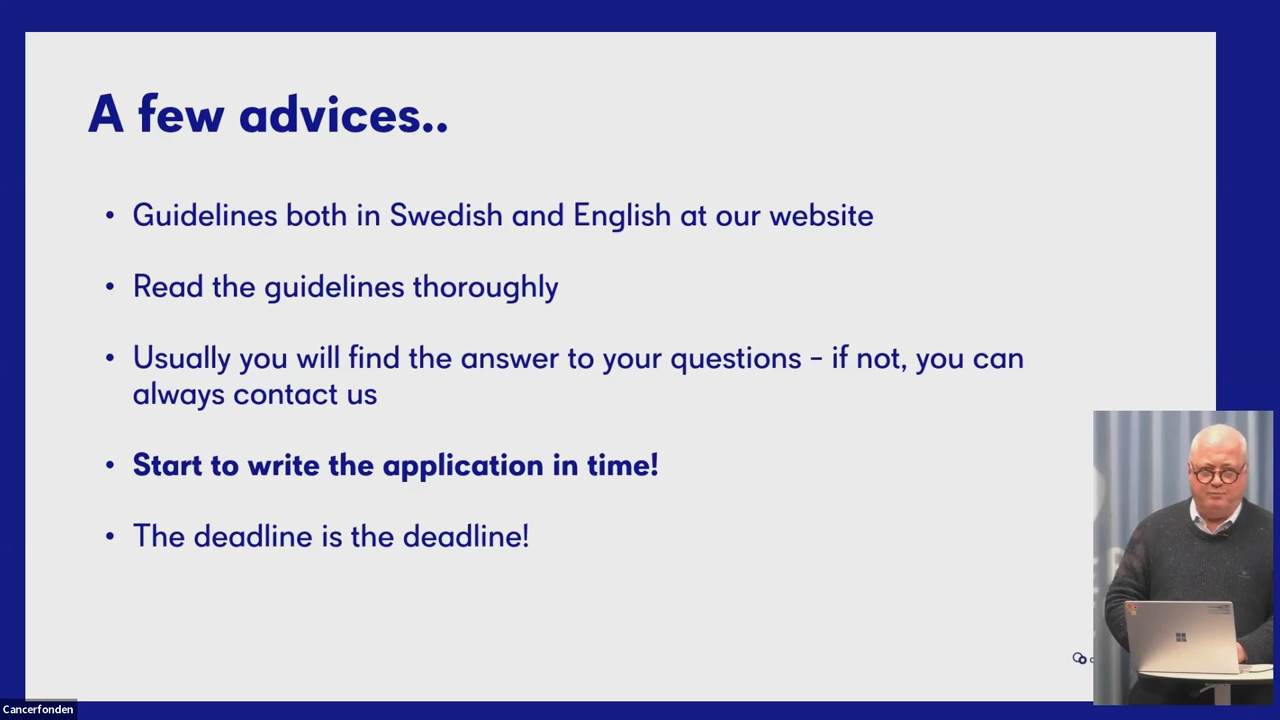 A few advices..
• Guidelines both in Swedish and English at our website
• Read the guidelines thoroughly
• Usually you will find the answer to your questions - if not, you can
always contact us
• Start to write the application in time!
• The deadline is the deadline!
Cancerfonden